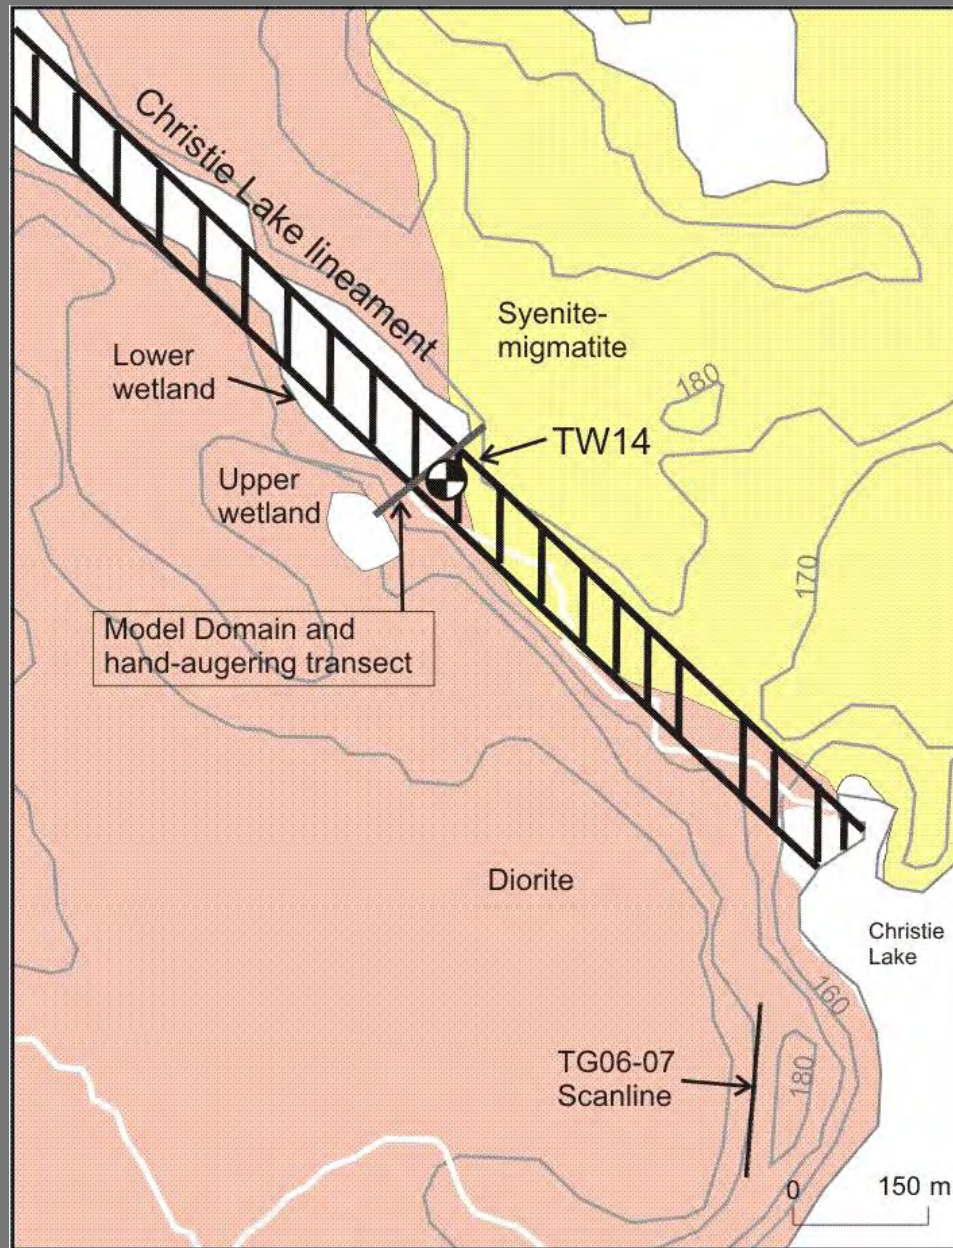 Christie Lake lineament
Syenite-
migmatite
Lower
wetland
180
TW14
Upper
wetland
170
Model Domain and
hand-augering transect
Diorite
Christie
Lake
160
TG06-07
Scanline
180
0 150 m